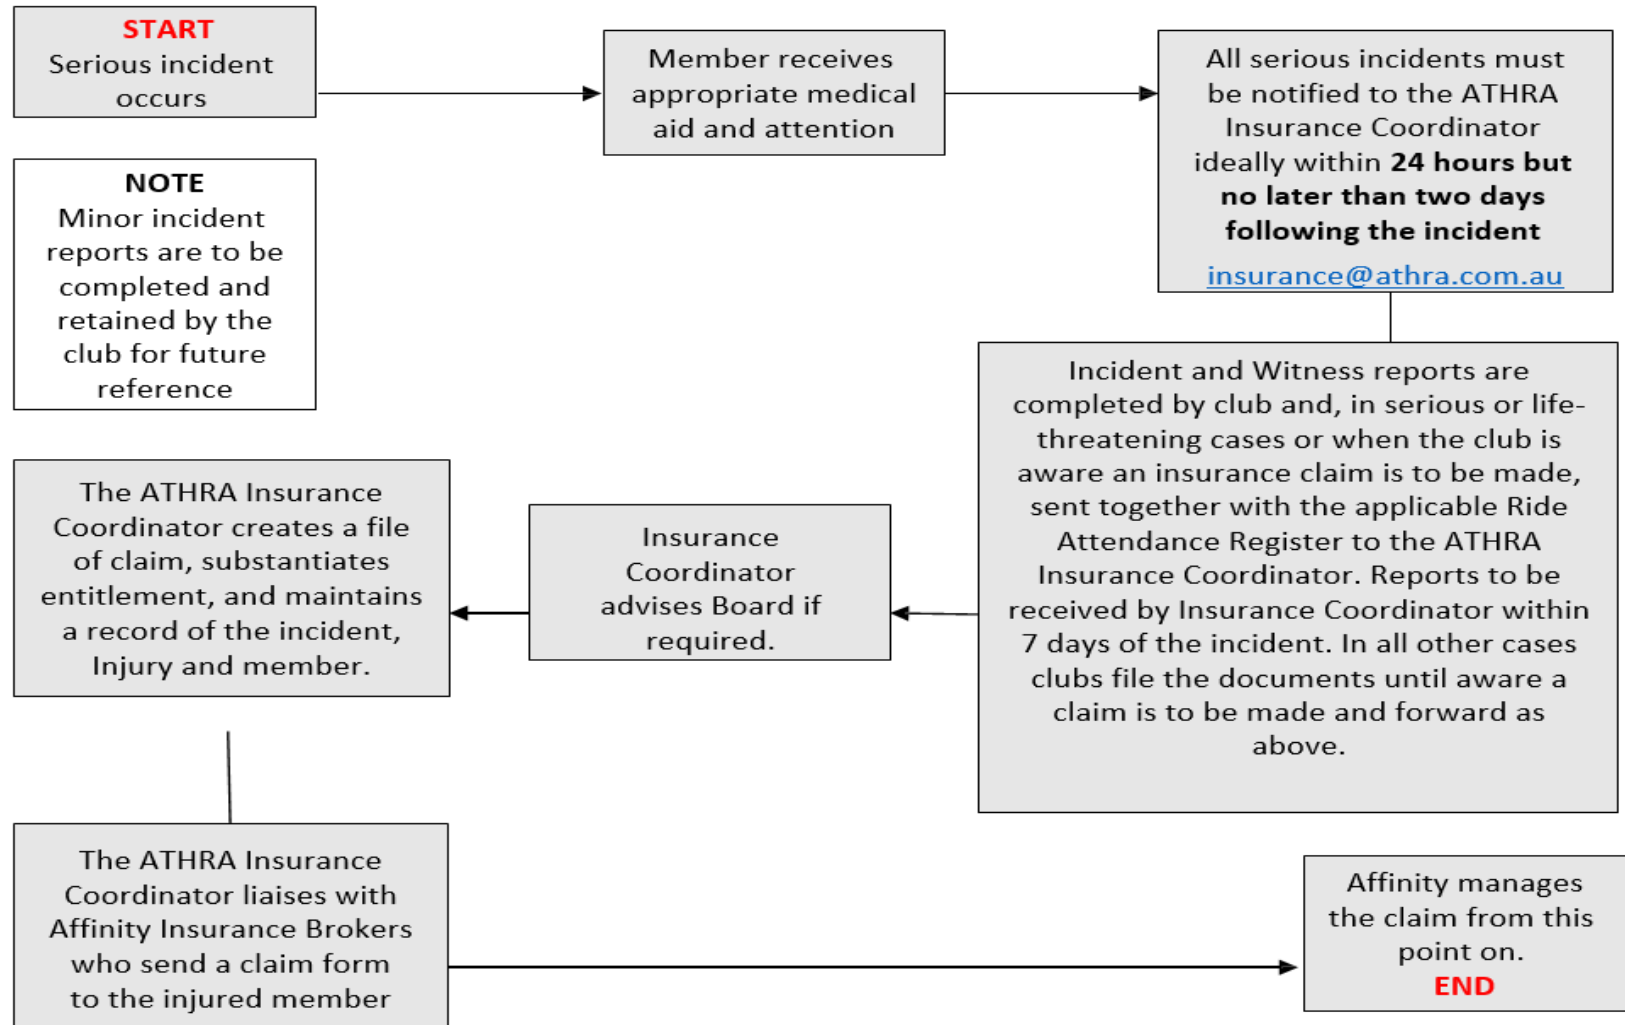 START
Serious incident
occurs
Member receives
appropriate medical
aid and attention
All serious incidents must
be notified to the ATHRA
Insurance Coordinator
ideally within 24 hours but
no later than two days
following the incident
insurance@athra.com.au
NOTE
Minor incident
reports are to be
completed and
retained by the
club for future
reference
Incident and Witness reports are
completed by club and, in serious or life-
threatening cases or when the club is
aware an insurance claim is to be made,
sent together with the applicable Ride
Attendance Register to the ATHRA
Insurance Coordinator. Reports to be
received by Insurance Coordinator within
7 days of the incident. In all other cases
clubs file the documents until aware a
claim is to be made and forward as
above.
Insurance
Coordinator
advises Board if
required.
The ATHRA Insurance
Coordinator creates a file
of claim, substantiates
entitlement, and maintains
a record of the incident,
Injury and member.
The ATHRA Insurance
Coordinator liaises with
Affinity Insurance Brokers
who send a claim form
to the injured member
Affinity manages
the claim from this
point on.
END